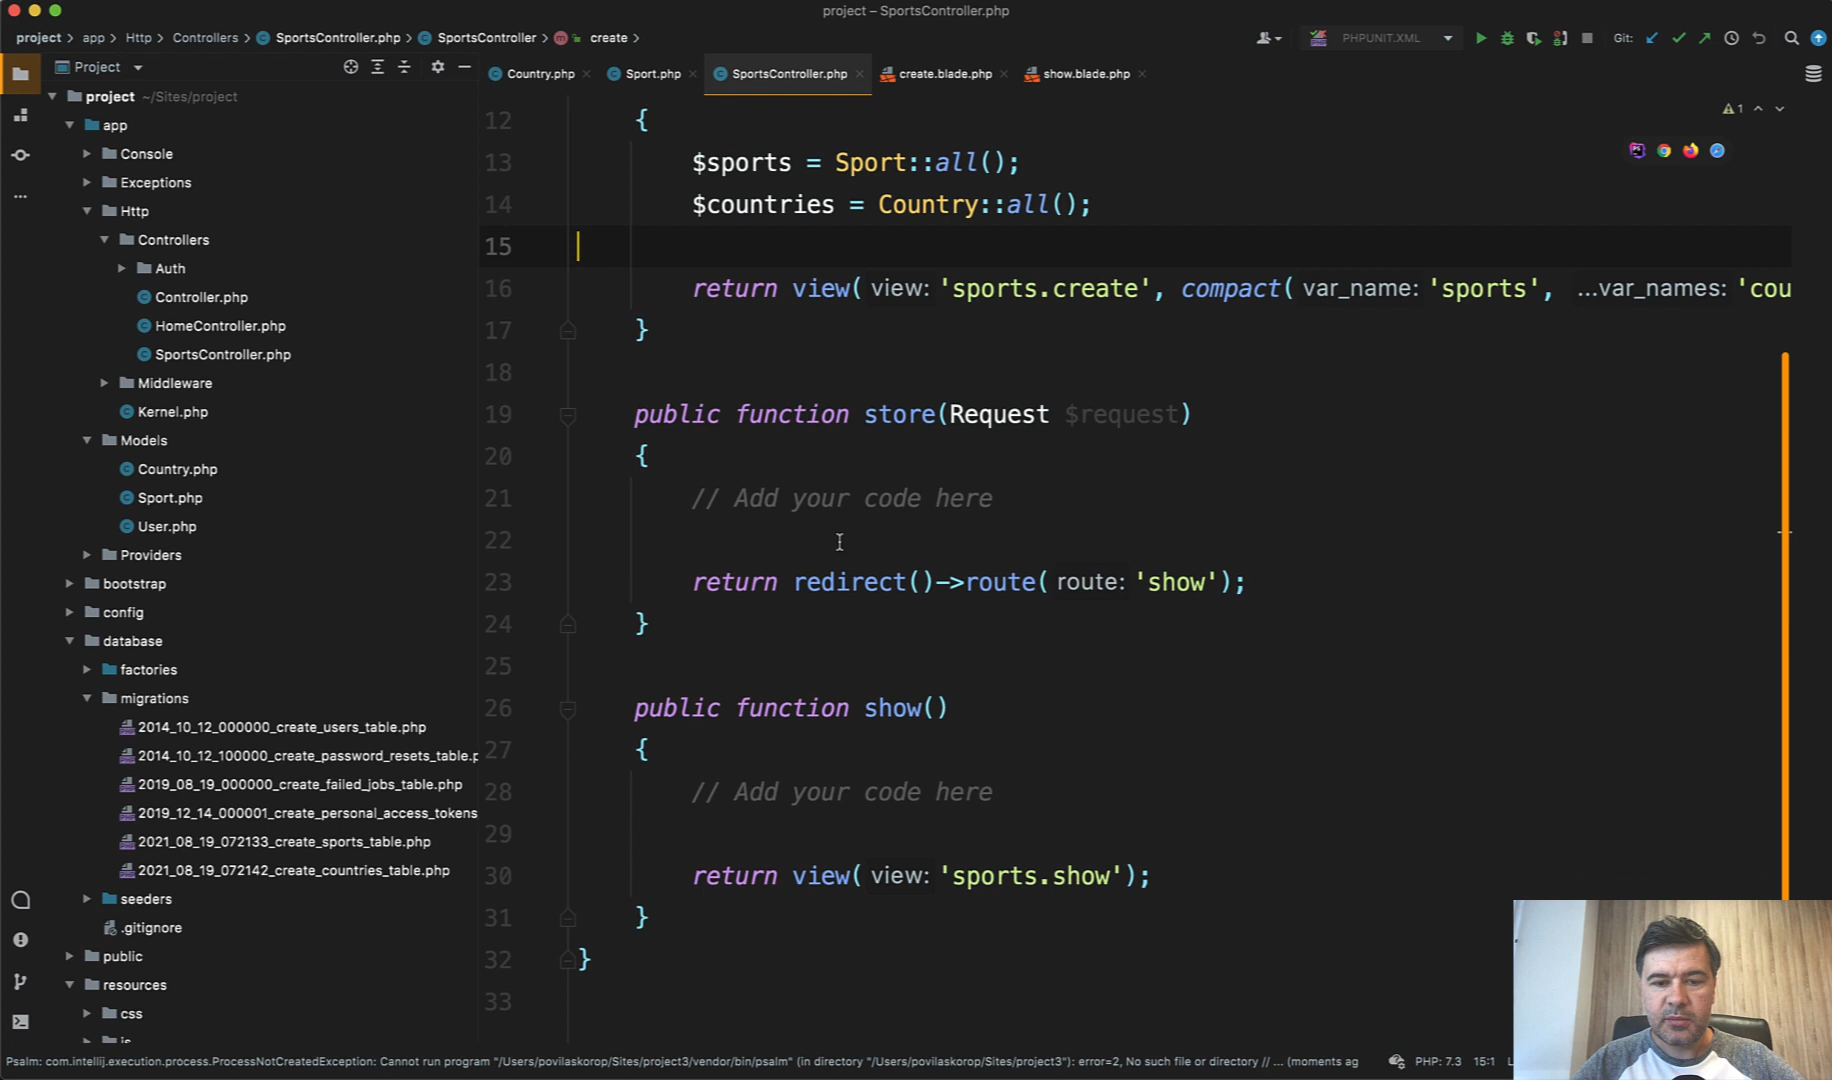 project – SportsController.php
project > app > Http > Controllers > SportsController.php > SportsController > m create >
PHPUNIT.XML
Git:
Project
Country.php
Sport.php
SportsController.php
create.blade.php
show.blade.php
project ~/Sites/project
app
Console
Exceptions
Http
Controllers
Auth
Controller.php
HomeController.php
SportsController.php
Middleware
Kernel.php
Models
Country.php
Sport.php
User.php
Providers
bootstrap
config
database
factories
migrations
2014_10_12_000000_create_users_table.php
2014_10_12_100000_create_password_resets_table.p
2019_08_19_000000_create_failed_jobs_table.php
2019_12_14_000001_create_personal_access_tokens
2021_08_19_072133_create_sports_table.php
2021_08_19_072142_create_countries_table.php
seeders
.gitignore
public
resources
css
js
1
12 {
13 $sports = Sport::all();
14 $countries = Country::all();
15
16 return view( view: 'sports.create', compact( var_name: 'sports', ...var_names: 'cou
17 }
18
19 public function store(Request $request)
20 {
21 // Add your code here
22
23 return redirect()->route( route: 'show');
24 }
25
26 public function show()
27 {
28 // Add your code here
29
30 return view( view: 'sports.show');
31 }
32 }
33
Psalm: com.intellij.execution.process.ProcessNotCreatedException: Cannot run program "/Users/povilaskorop/Sites/project3/vendor/bin/psalm" (in directory "/Users/povilaskorop/Sites/project3"): error=2, No such file or directory // ... (moments ag
PHP: 7.3 15:1